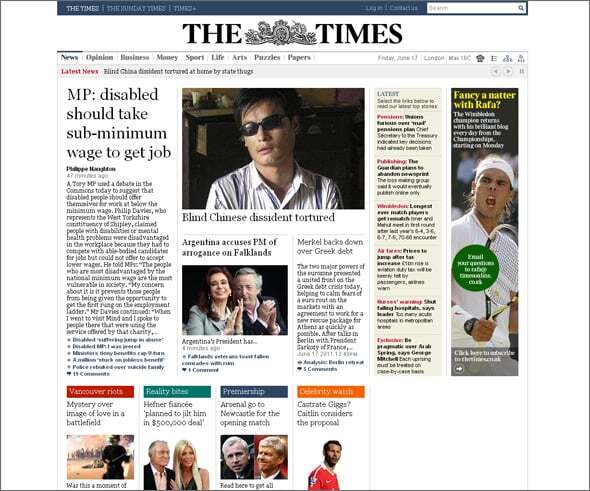 THE TIMES | THE SUNDAY TIMES | TIMES+
Log in | Contact us
Search
THE TIMES
News Opinion Business Money Sport Life Arts Puzzles Papers
Friday, June 17 London Max 18C
Latest News Blind China dissident tortured at home by state thugs
MP: disabled
should take
sub-minimum
wage to get job
Philippe Naughton
47 minutes ago
A Tory MP used a debate in the
Commons today to suggest that
disabled people should offer
themselves for work at below the
minimum wage. Philip Davies, who
represents the West Yorkshire
constituency of Shipley, claimed
people with disabilities or mental
health problems were disadvantaged
in the workplace because they had to
compete with able-bodied candidates
for jobs but could not offer to accept
lower wages. He told MPs: "The people
who are most disadvantaged by the
national minimum wage are the most
vulnerable in society. "My concern
about it is it prevents those people
from being given the opportunity to
get the first rung on the employment
ladder." Mr Davies continued: "When
I went to visit Mind I spoke to
people there that were using the
service offered by that charity,...
Disabled 'suffering jump in abuse'
Disabled MP: I was jeered
Ministers deny benefits cap U-turn
A million 'stuck on jobless benefit'
Police rebuked over suicide family
19 Comments
Blind Chinese dissident tortured
Argentina accuses PM of
arrogance on Falklands
Argentina's President has...
4 minutes ago
Falklands veterans toast fallen
comrades with rum
1 Comment
Merkel backs down
over Greek debt
The two major powers of
the eurozone presented
a united front on the
Greek debt crisis today,
helping to calm fears of
a euro rout on the
markets with an
agreement to work for a
new rescue package for
Athens as quickly as
possible. After talks in
Berlin with President
Sarkozy of France,...
June 17 2011 12:49PM
Analysis: Berlin retreat
5 Comments
LATEST
Select the links below to
read our latest top stories
Pensions: Unions
furious over 'mad'
pensions plan Chief
Secretary to the Treasury
indicated key decisions
had already been taken
Publishing: The
Guardian plans to
abandon newsprint
The loss making group
said it would eventually
publish online only
Wimbledon: Longest
ever match players
get rematch Isner and
Mahut meet in first round
after last year's 6-4, 3-6,
6-7, 7-6, 70-68 encounter
Air fares: Prices to
jump after tax
increase £1bn rise in
aviation duty tax will be
keenly felt by
passengers, airlines
warn
Nurses' warning: Shut
failing hospitals, says
leader. Too many acute
hospitals in metropolitan
areas
Exclusive: Be
pragmatic over Arab
Spring, says George
Mitchell Each uprising
must be treated on
case-by-case basis
Fancy a natter
with Rafa?
The Wimbledon
champion returns
with his brilliant blog
every day from the
Championships,
starting on Monday
Email
your questions
to rafa@
timesonline.
co.uk
Click here to subscribe
to thetimes.co.uk
Vancouver riots
Mystery over
image of love in a
battlefield
Was this a moment of
Reality bites
Hefner fiancée
'planned to jilt him
in $500,000 deal'
Premiership
Arsenal go to
Newcastle for the
opening match
Read here to get all
Celebrity watch
Castrate Giggs?
Caitlin considers
the proposal